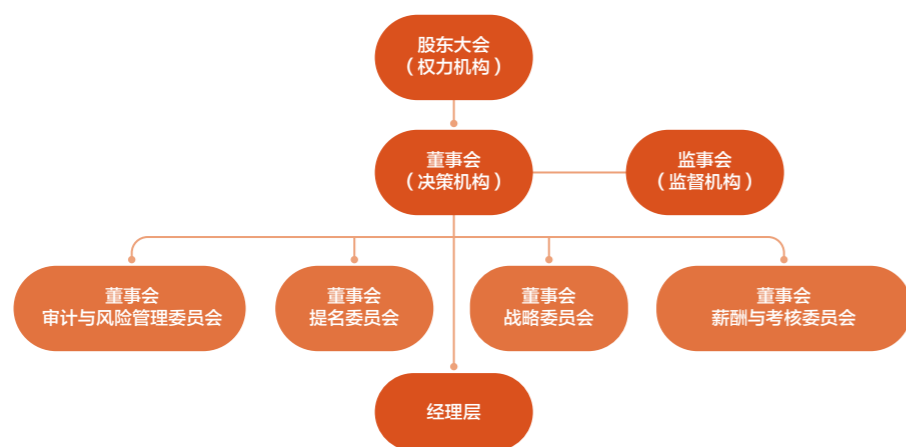 股东大会
（权力机构）
董事会
（决策机构）
监事会
（监督机构）
董事会
审计与风险管理委员会
董事会
提名委员会
董事会
战略委员会
董事会
薪酬与考核委员会
经理层